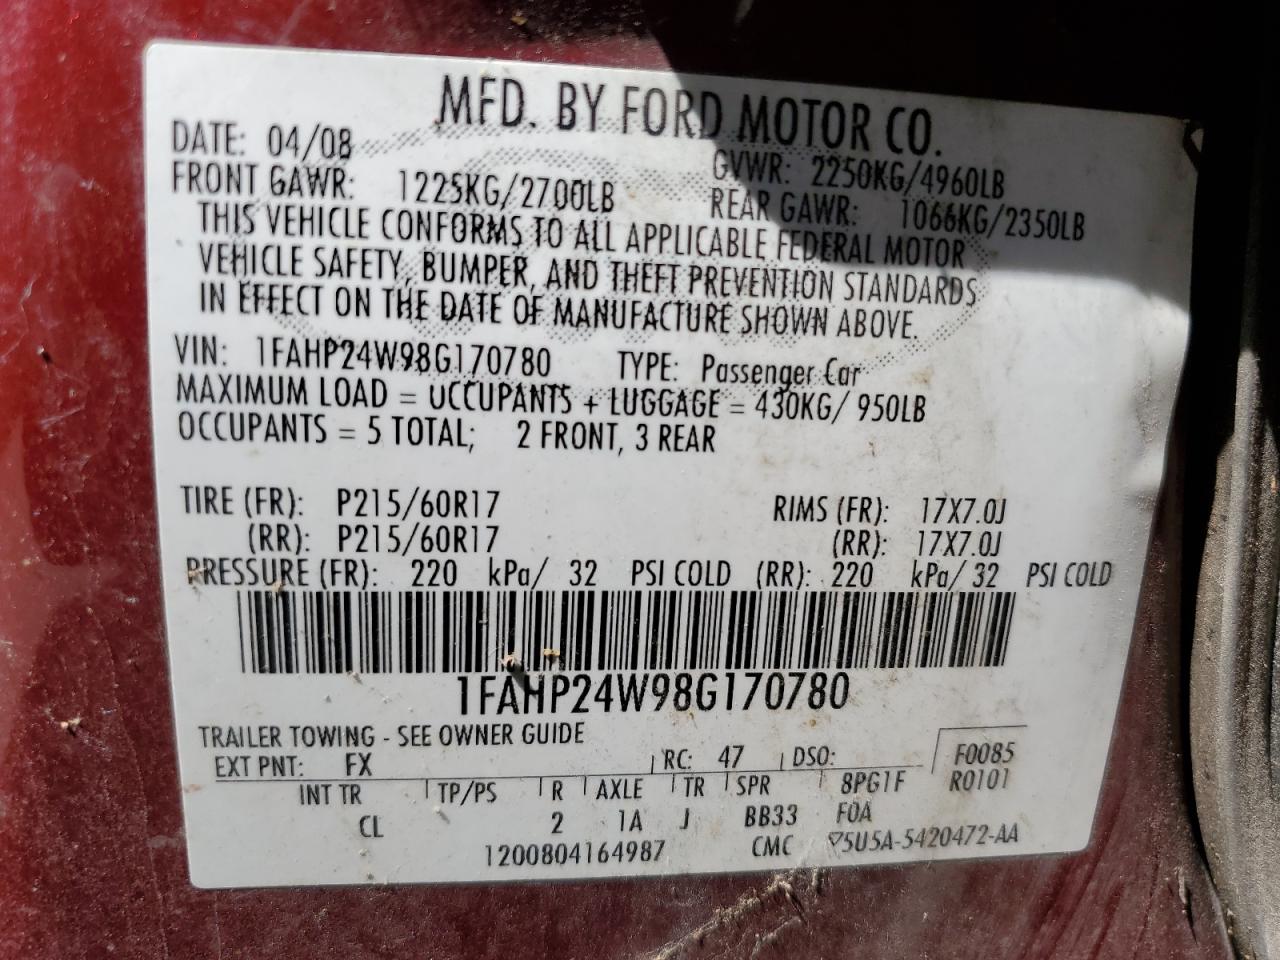 MFD. BY FORD MOTOR CO.
DATE: 04/08 GVWR: 2250KG/4960LB
FRONT GAWR: 1225KG/2700LB REAR GAWR: 1066KG/2350LB
THIS VEHICLE CONFORMS TO ALL APPLICABLE FEDERAL MOTOR
VEHICLE SAFETY, BUMPER, AND THEFT PREVENTION STANDARDS
IN EFFECT ON THE DATE OF MANUFACTURE SHOWN ABOVE.
VIN: 1FAHP24W98G170780 TYPE: Passenger Car
MAXIMUM LOAD = OCCUPANTS + LUGGAGE = 430KG/ 950LB
OCCUPANTS = 5 TOTAL; 2 FRONT, 3 REAR
TIRE (FR): P215/60R17 RIMS (FR): 17X7.0J
(RR): P215/60R17 (RR): 17X7.0J
PRESSURE (FR): 220 kPa/ 32 PSI COLD (RR): 220 kPa/ 32 PSI COLD
1FAHP24W98G170780
TRAILER TOWING - SEE OWNER GUIDE
EXT PNT: FX RC: 47 DSO: F0085
INT TR TP/PS R AXLE TR SPR 8PG1F R0101
CL 2 1A J BB33 FOA
1200804164987 CMC 5U5A-5420472-AA